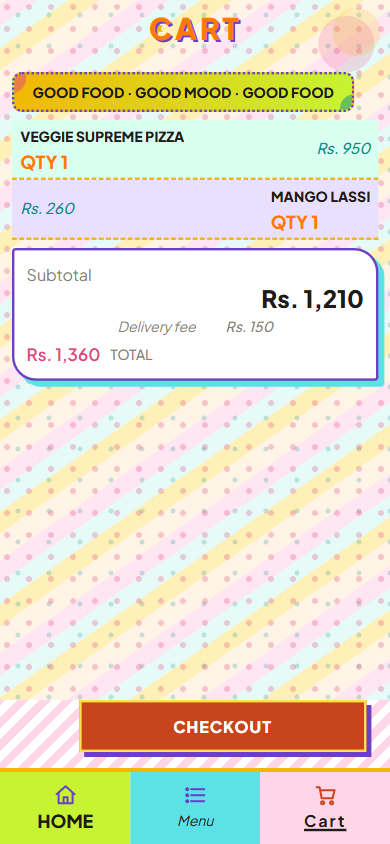 CART
GOOD FOOD · GOOD MOOD · GOOD FOOD
VEGGIE SUPREME PIZZA
Rs. 950
QTY 1
MANGO LASSI
Rs. 260
QTY 1
Subtotal
Rs. 1,210
Delivery fee Rs. 150
Rs. 1,360 TOTAL
CHECKOUT
HOME
Menu
Cart